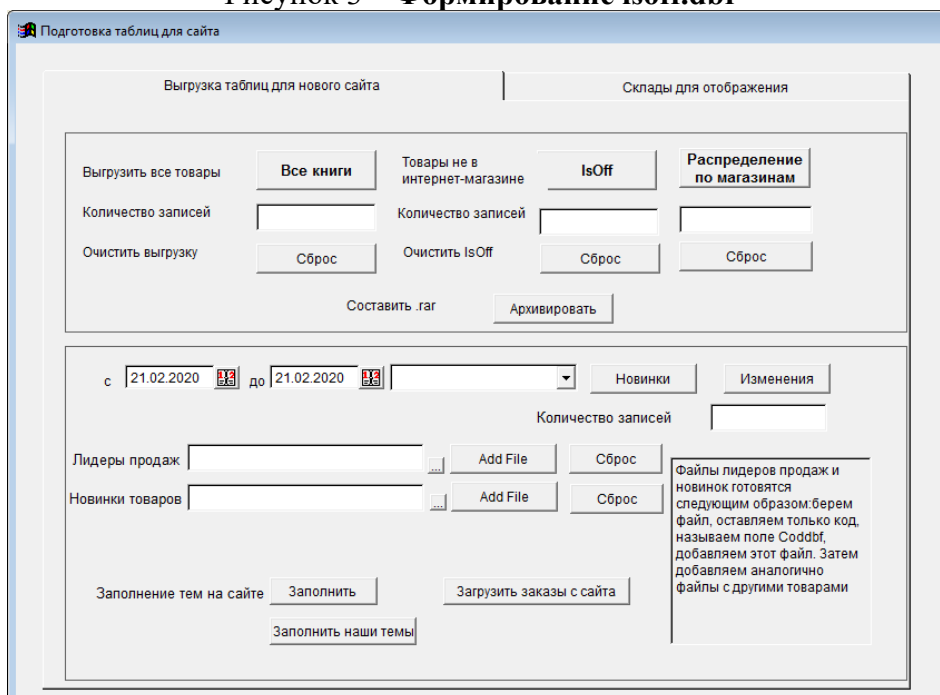 Рисунок 3 – Формирование isoff.dbf
Подготовка таблиц для сайта
Выгрузка таблиц для нового сайта
Склады для отображения
Выгрузить все товары
Все книги
Товары не в
интернет-магазине
IsOff
Распределение
по магазинам
Количество записей
Количество записей
Очистить выгрузку
Сброс
Очистить IsOff
Сброс
Сброс
Составить .rar
Архивировать
с
21.02.2020
до
21.02.2020
Новинки
Изменения
Количество записей
Лидеры продаж
...
Add File
Сброс
Новинки товаров
...
Add File
Сброс
Файлы лидеров продаж и
новинок готовятся
следующим образом:берем
файл, оставляем только код,
называем поле Coddbf,
добавляем этот файл. Затем
добавляем аналогично
файлы с другими товарами
Заполнение тем на сайте
Заполнить
Загрузить заказы с сайта
Заполнить наши темы